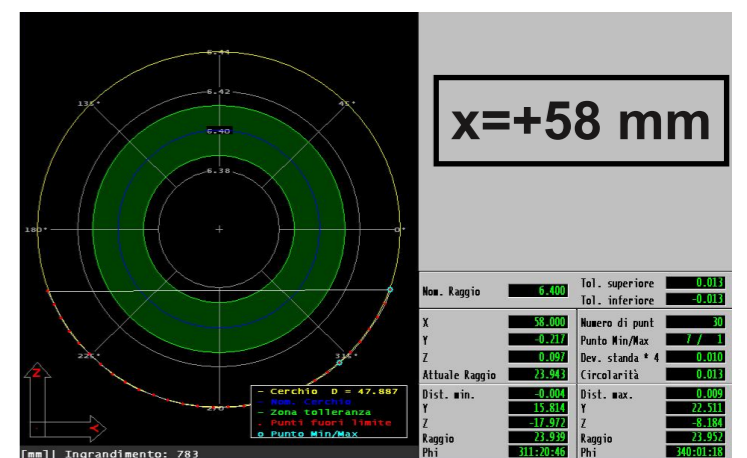 6.44
6.42
135°
45°
6.40
6.38
180°
0°
225°
315°
270
Z
Y
– Cerchio D = 47.887
– Nom. Cerchio
– Zona tolleranza
. Punti fuori limite
o Punto Min/Max
[mm]| Ingrandimento: 783
x=+58 mm
Nom. Raggio 6.400
Tol. superiore 0.013
Tol. inferiore -0.013
X 58.000
Y -0.217
Z 0.097
Attuale Raggio 23.943
Numero di punt 30
Punto Min/Max 7 / 1
Dev. standa * 4 0.010
Circolarità 0.013
Dist. min. -0.004
Y 15.814
Z -17.972
Raggio 23.939
Phi 311:20:46
Dist. max. 0.009
Y 22.511
Z -8.184
Raggio 23.952
Phi 340:01:18